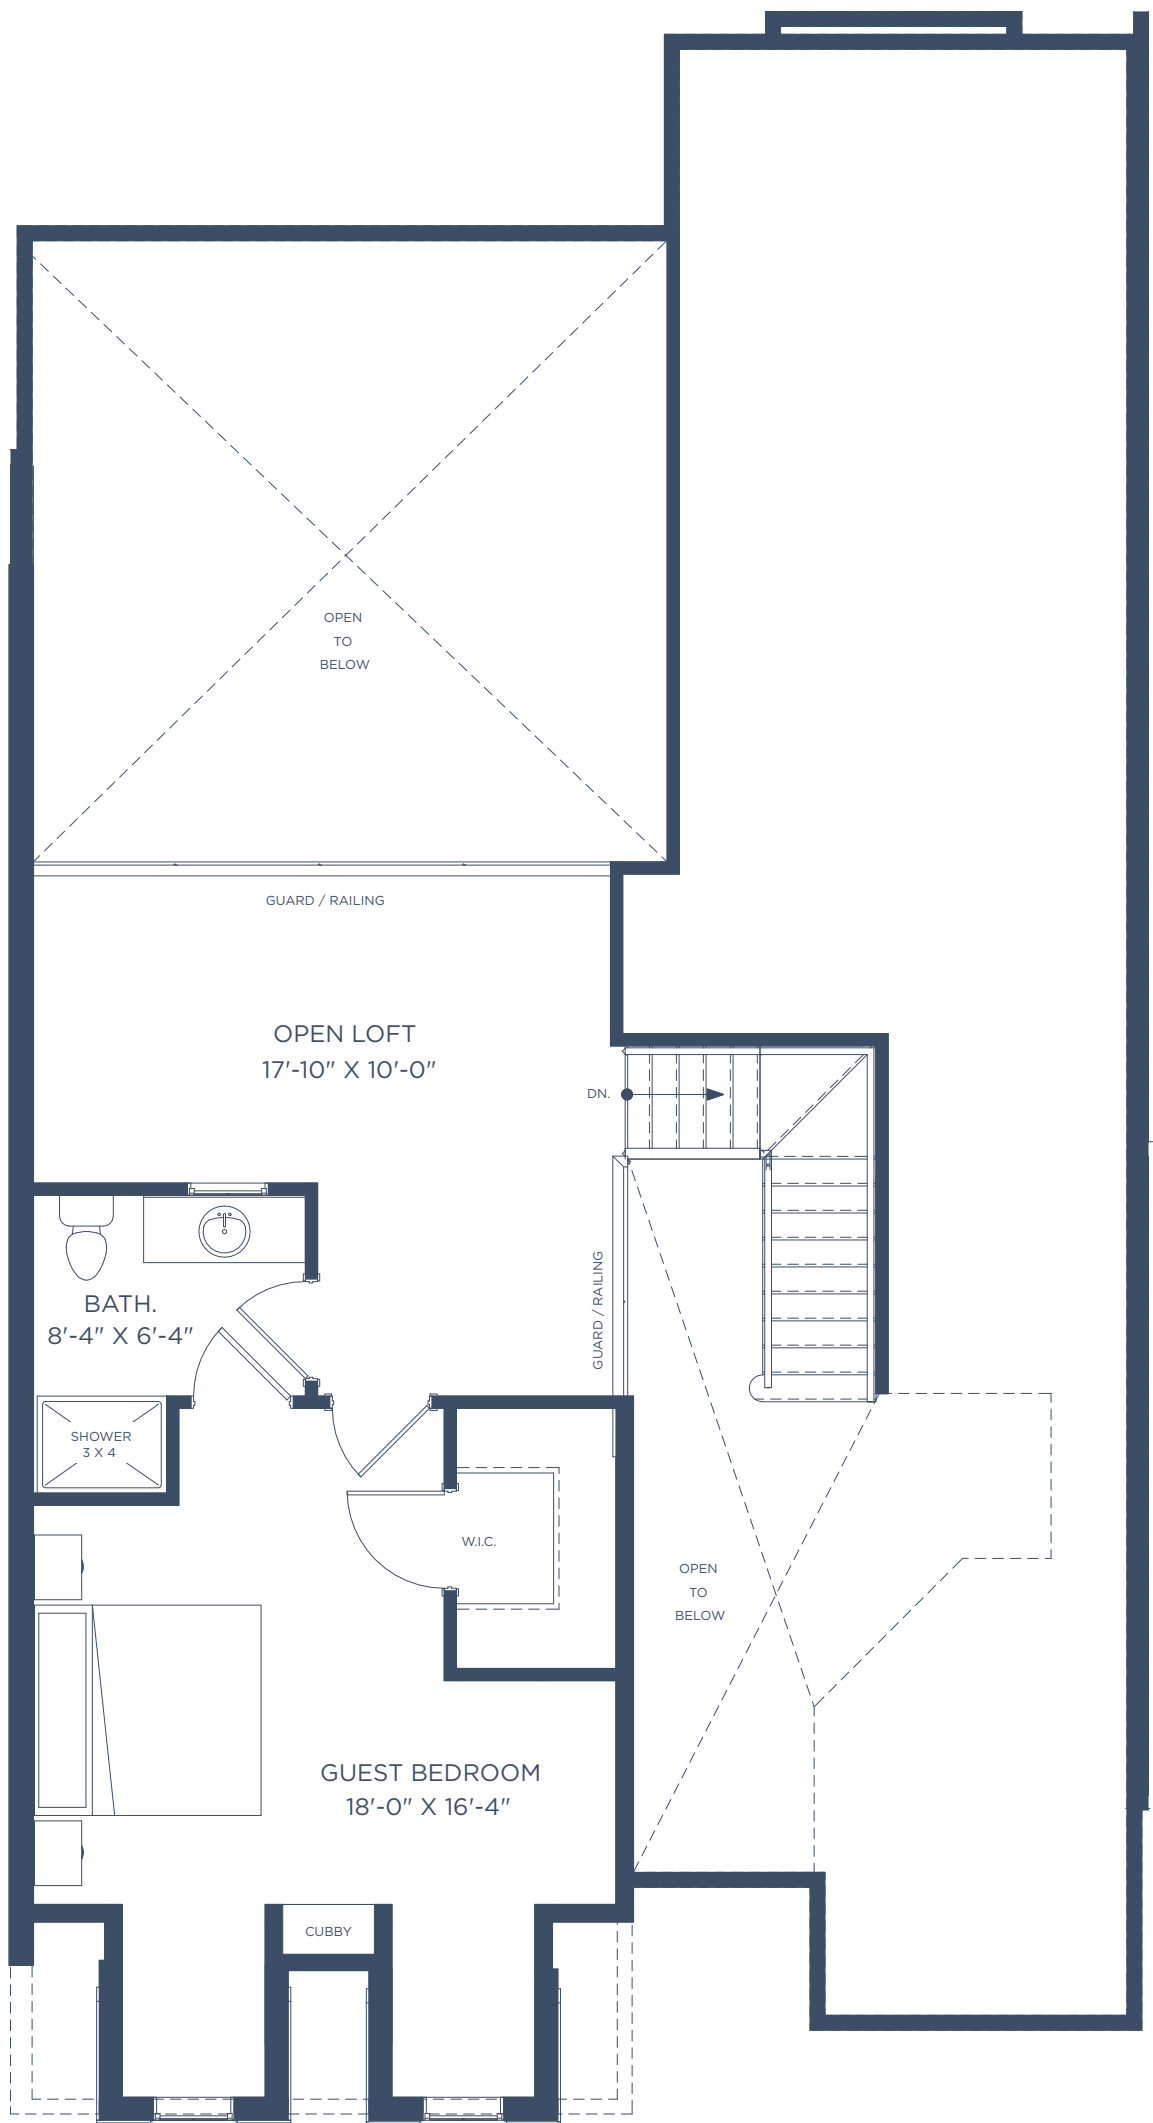 OPEN
TO
BELOW
GUARD / RAILING
OPEN LOFT
17'-10" X 10'-0"
DN.
GUARD / RAILING
BATH.
8'-4" X 6'-4"
SHOWER
3 X 4
W.I.C.
OPEN
TO
BELOW
GUEST BEDROOM
18'-0" X 16'-4"
CUBBY